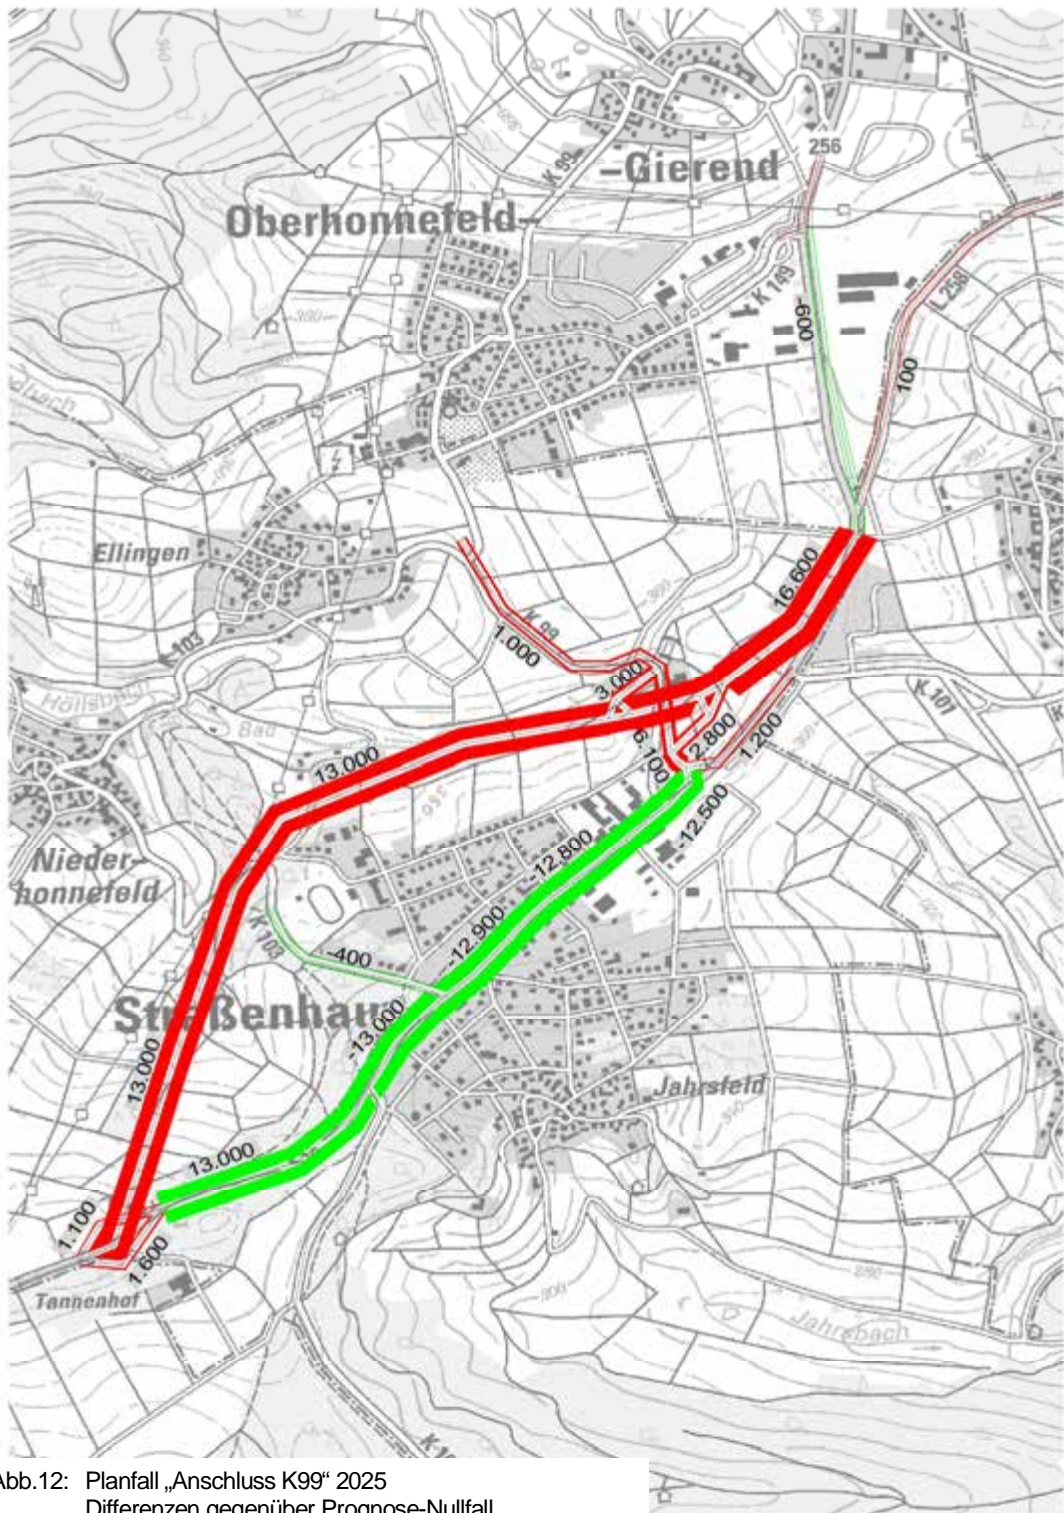 256
K 99
-Gierend
Oberhonnefeld-
K 149
-600
L 258
100
Ellingen
16.600
K 99
1.000
K 103
3.000
K 101
Bad
6.100
2.800
1.200
13.000
-12.500
-12.800
Nieder-
honnefeld
-12.900
K 103
-400
Straßenhau
-13.000
13.000
Jahrsfeld
13.000
1.100
1.600
Tannenhof
Jahrsbach
Abb.12: Planfall „Anschluss K99“ 2025
Differenzen gegenüber Prognose-Nullfall